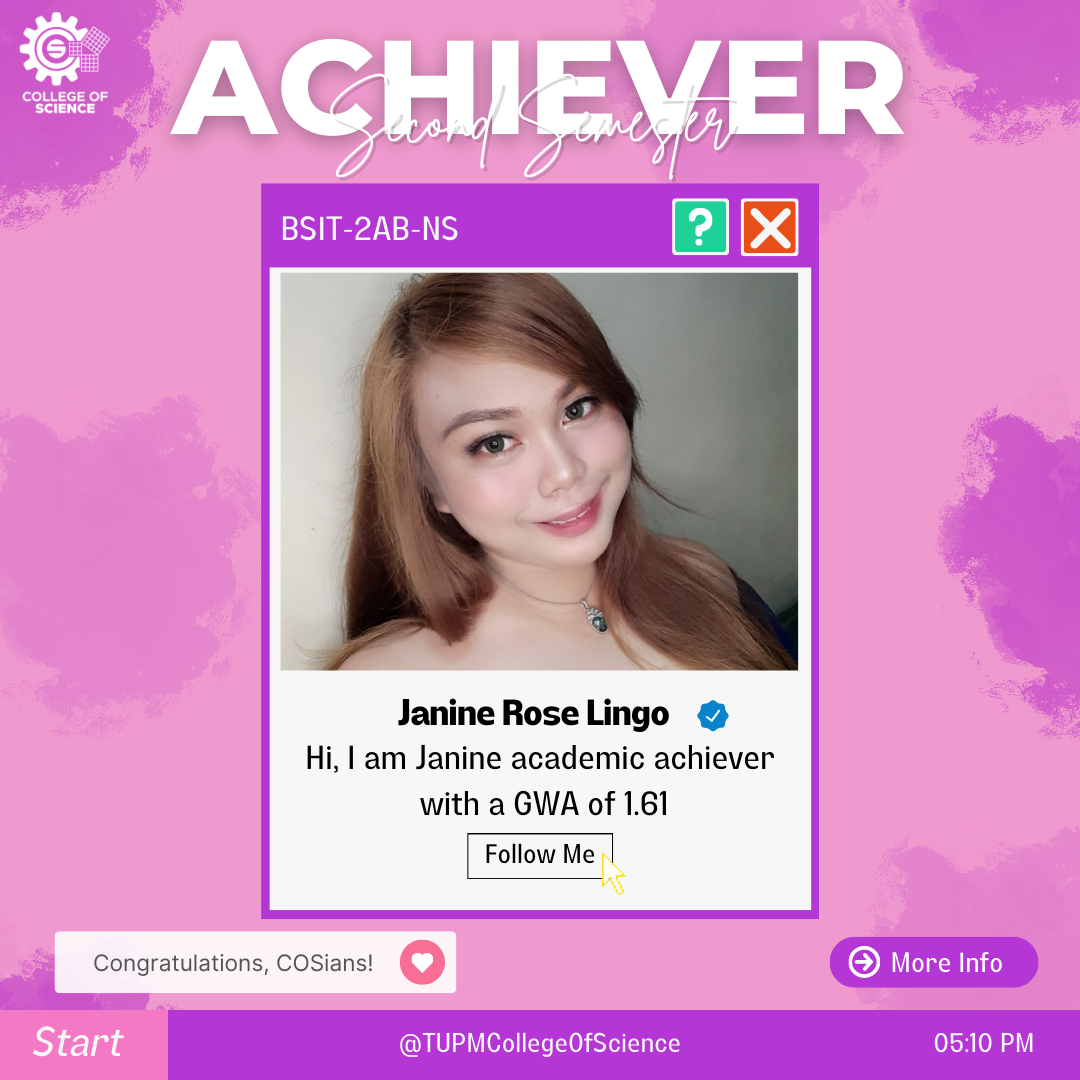 COLLEGE OF
SCIENCE
ACHIEVER
Second Semester
BSIT-2AB-NS
?
Janine Rose Lingo
Hi, I am Janine academic achiever
with a GWA of 1.61
Follow Me
Congratulations, COSians!
More Info
Start
@TUPMCollegeOfScience
05:10 PM